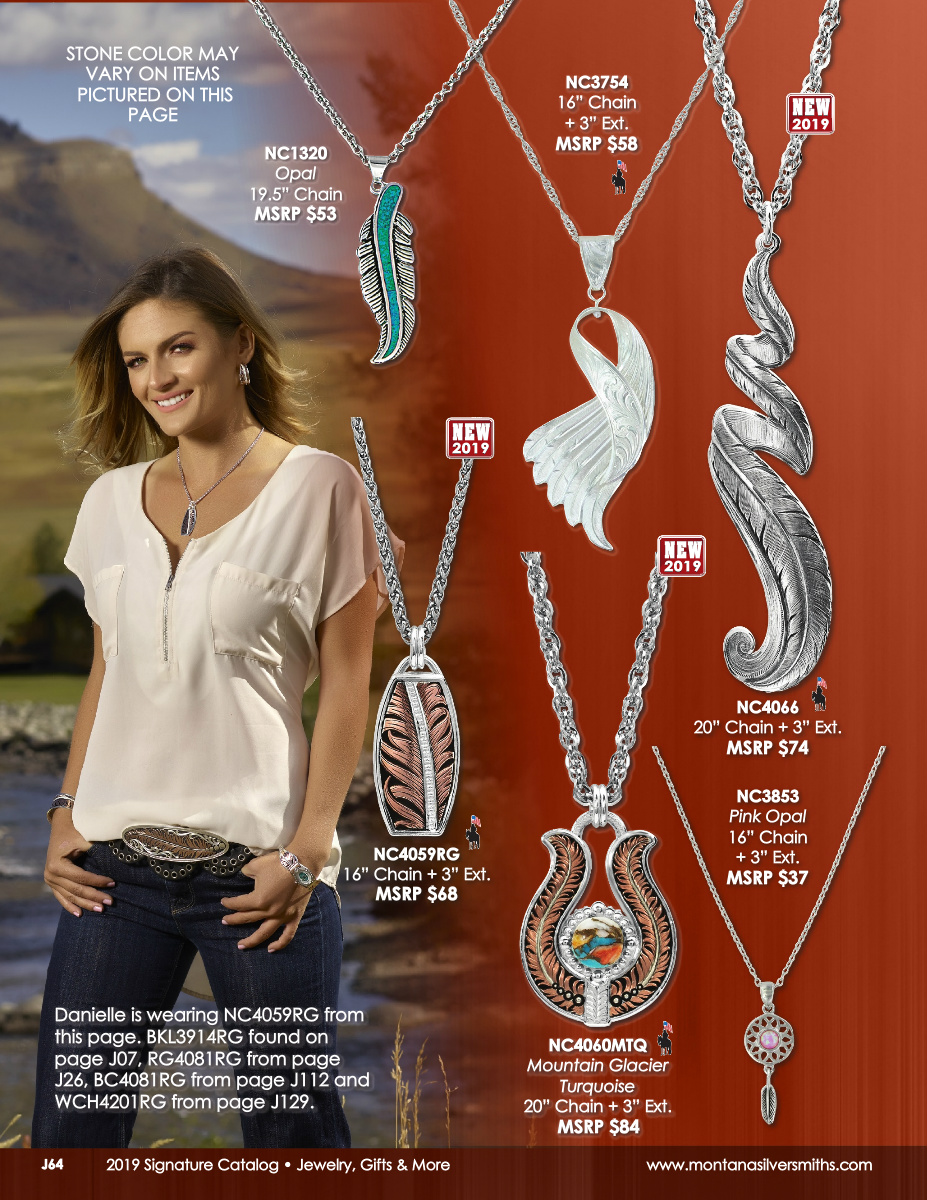 STONE COLOR MAY
VARY ON ITEMS
PICTURED ON THIS
PAGE
NC1320
Opal
19.5” Chain
MSRP $53
NC3754
16” Chain
+ 3” Ext.
MSRP $58
NEW
2019
NEW
2019
NEW
2019
NC4066
20” Chain + 3” Ext.
MSRP $74
NC3853
Pink Opal
16” Chain
+ 3” Ext.
MSRP $37
NC4059RG
16” Chain + 3” Ext.
MSRP $68
NC4060MTQ
Mountain Glacier
Turquoise
20” Chain + 3” Ext.
MSRP $84
Danielle is wearing NC4059RG from
this page. BKL3914RG found on
page J07, RG4081RG from page
J26, BC4081RG from page J112 and
WCH4201RG from page J129.
J64 2019 Signature Catalog • Jewelry, Gifts & More www.montanasilversmiths.com